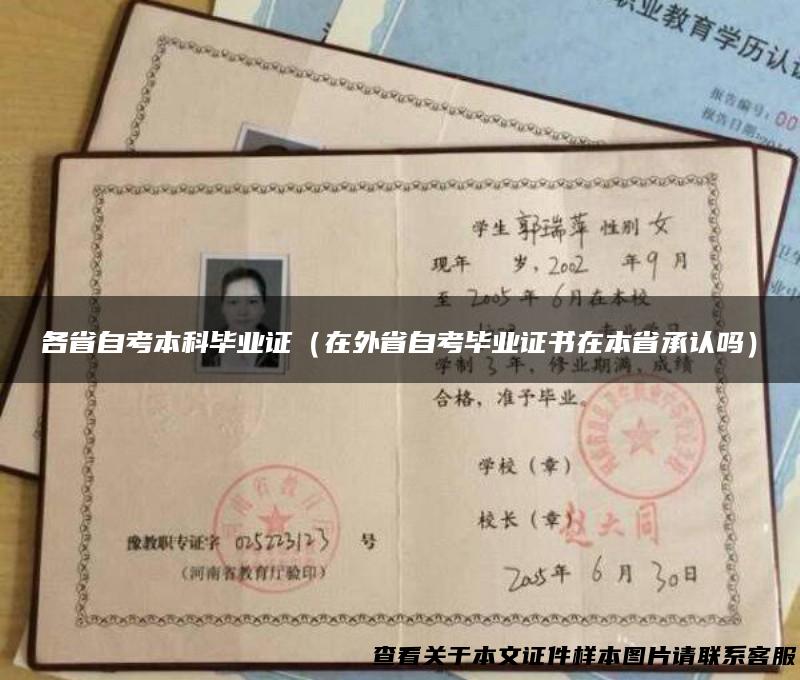 职业教育学历认证
报告编号：00
报告日期：201
学生 郭瑞萍 性别 女
现年 岁，2002 年9月
至2005年6月在本校
各省自考本科毕业证（在外省自考毕业证书在本省承认吗）
学制3年，修业期满，成绩
合格，准予毕业。
学校（章）
校长（章）赵大同
豫教职专证字 025223123 号
（河南省教育厅验印）
2005年6月30日
查看关于本文证件样本图片请联系客服